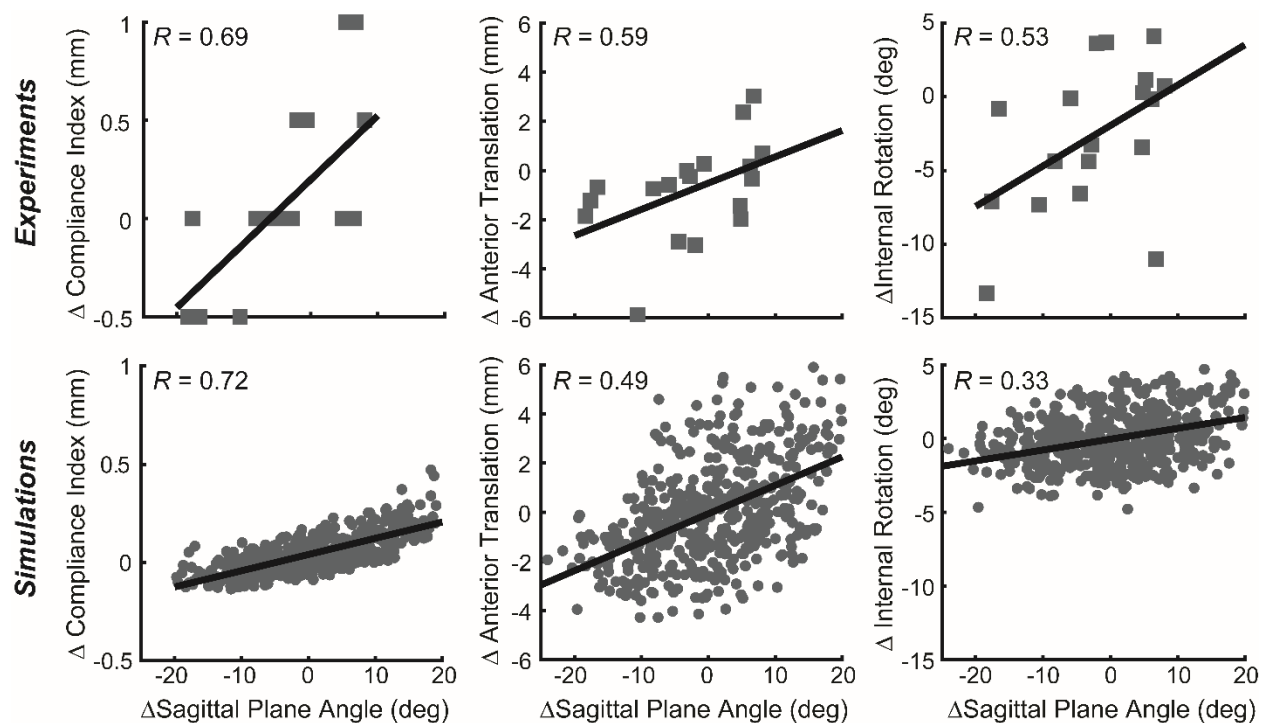 Experiments
Δ Compliance Index (mm)
1
0.5
0
-0.5
R = 0.69
Δ Anterior Translation (mm)
6
4
2
0
-2
-4
-6
R = 0.59
ΔInternal Rotation (deg)
5
0
-5
-10
-15
R = 0.53
Simulations
Δ Compliance Index (mm)
1
0.5
0
-0.5
R = 0.72
-20 -10 0 10 20
ΔSagittal Plane Angle (deg)
Δ Anterior Translation (mm)
6
4
2
0
-2
-4
-6
R = 0.49
-20 -10 0 10 20
ΔSagittal Plane Angle (deg)
Δ Internal Rotation (deg)
5
0
-5
-10
-15
R = 0.33
-20 -10 0 10 20
ΔSagittal Plane Angle (deg)